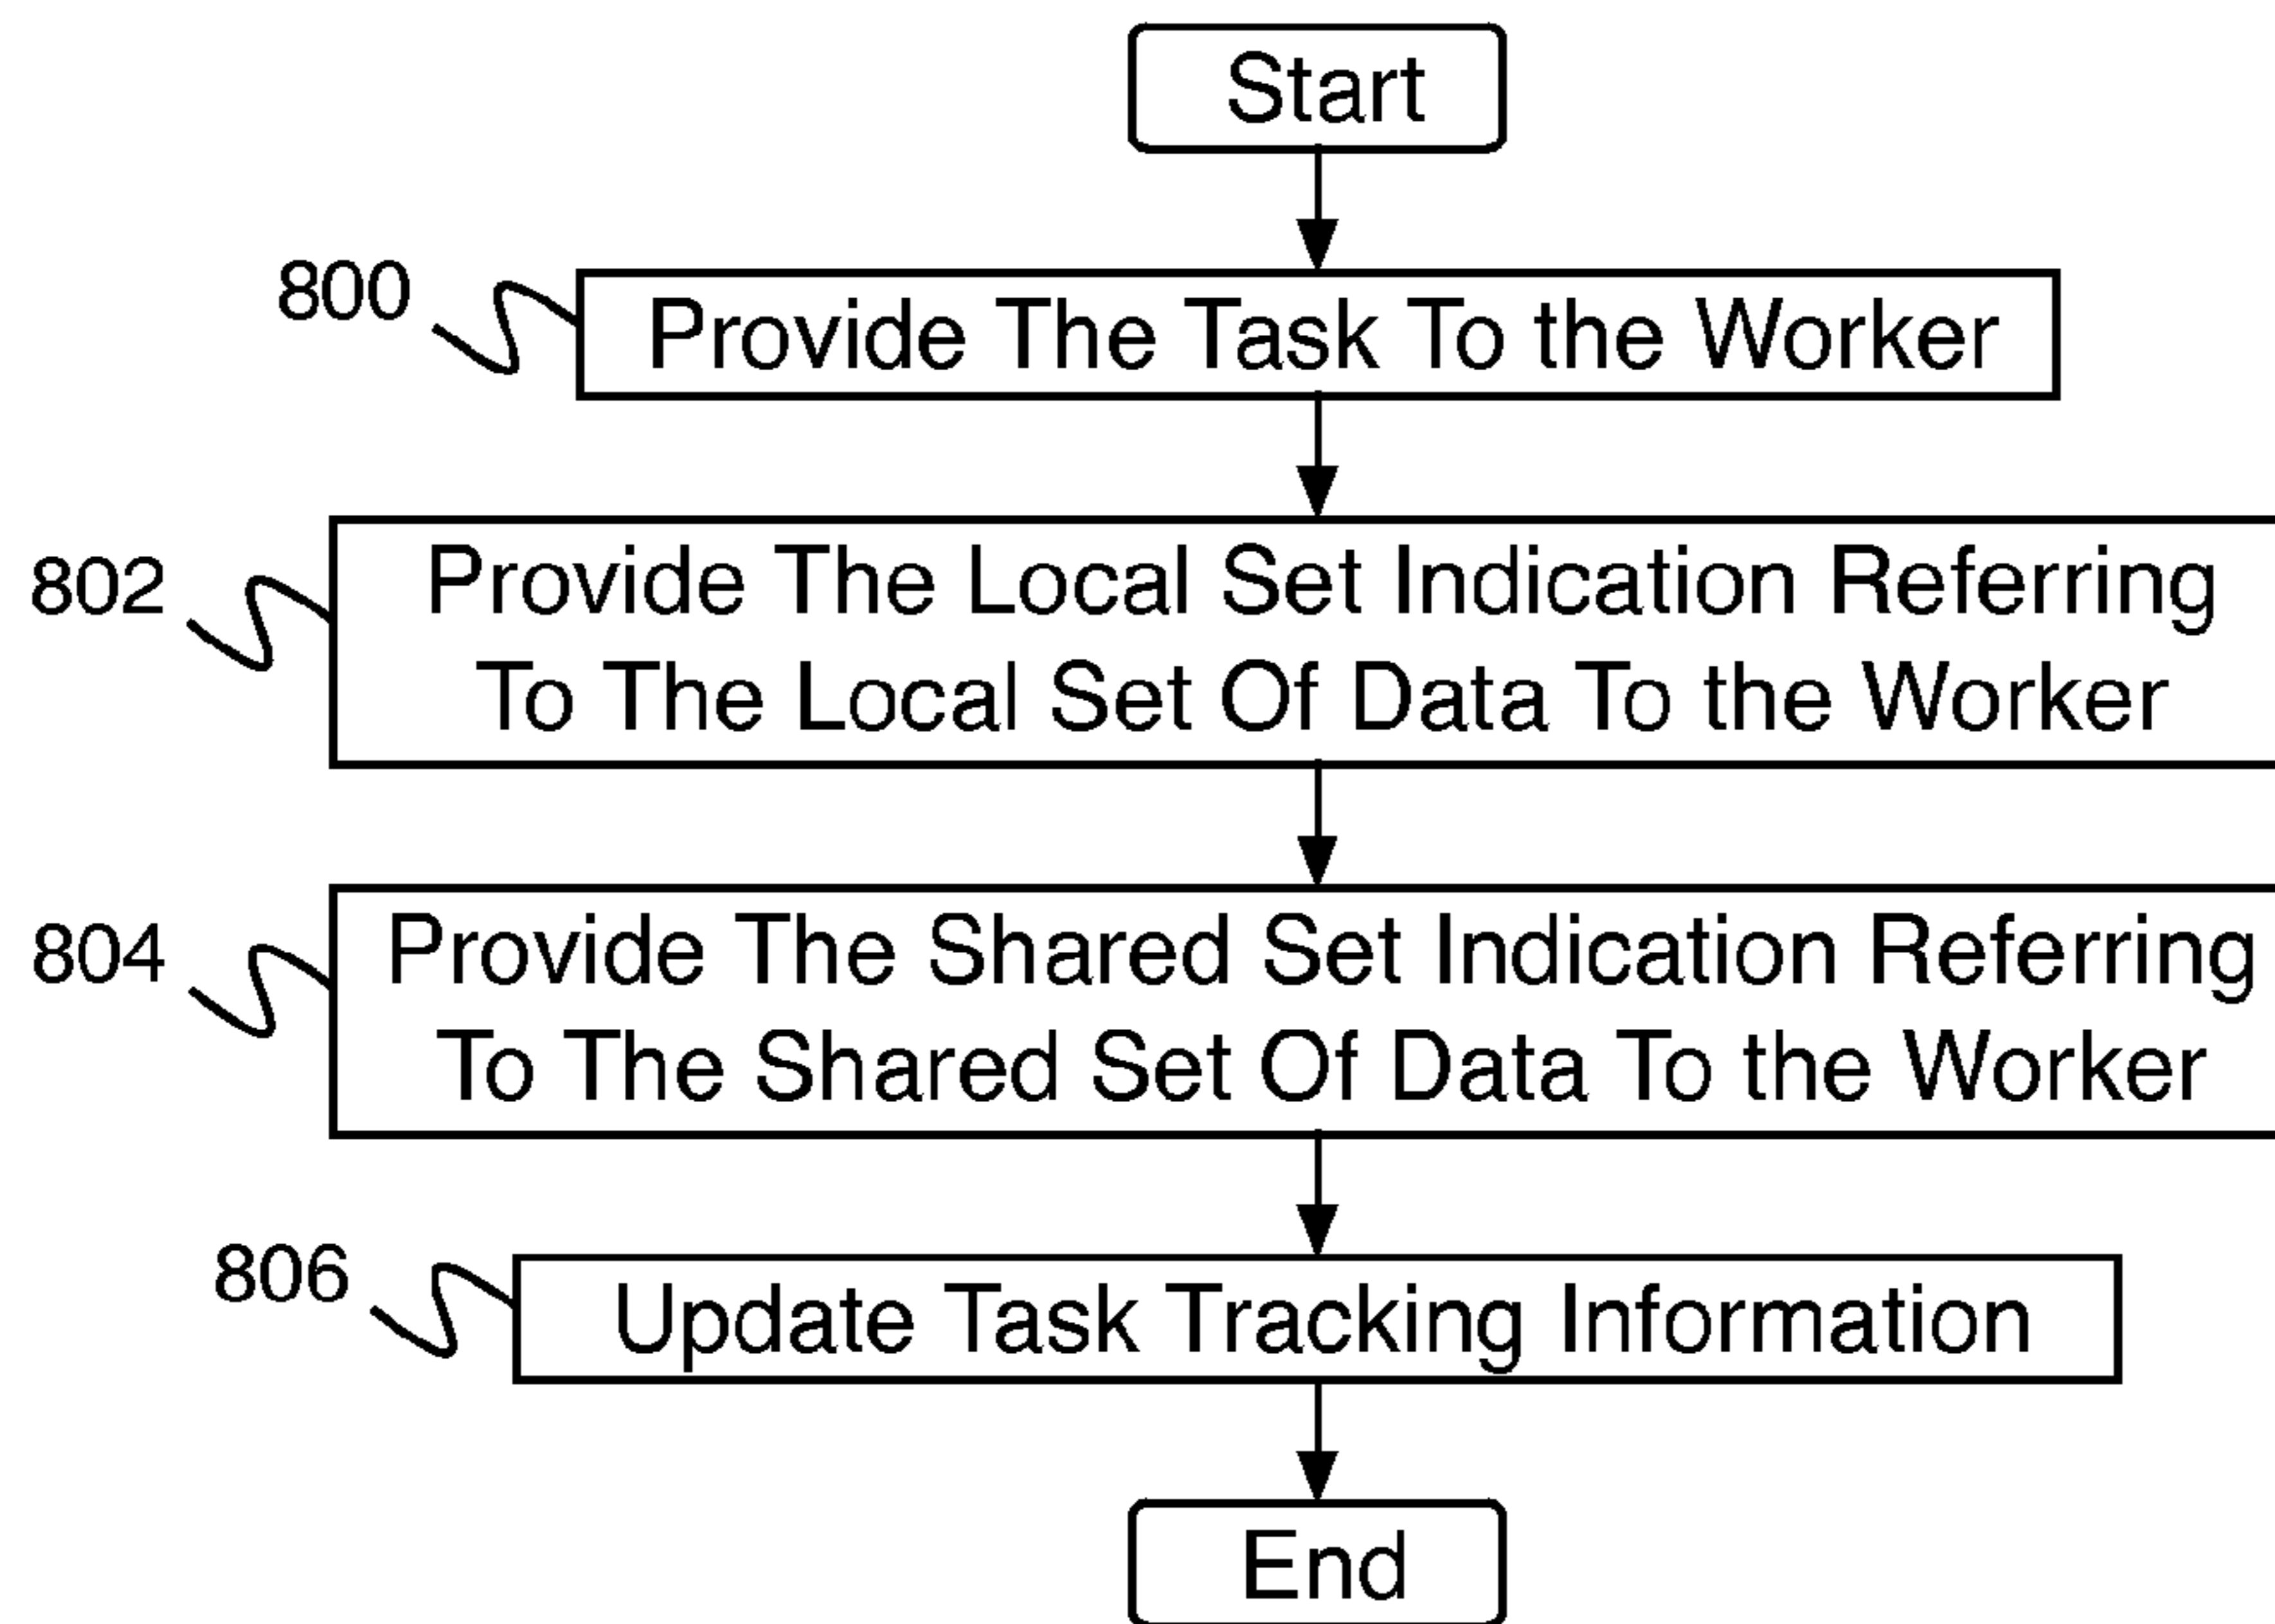 Start
800
Provide The Task To the Worker
802
Provide The Local Set Indication Referring
To The Local Set Of Data To the Worker
804
Provide The Shared Set Indication Referring
To The Shared Set Of Data To the Worker
806
Update Task Tracking Information
End